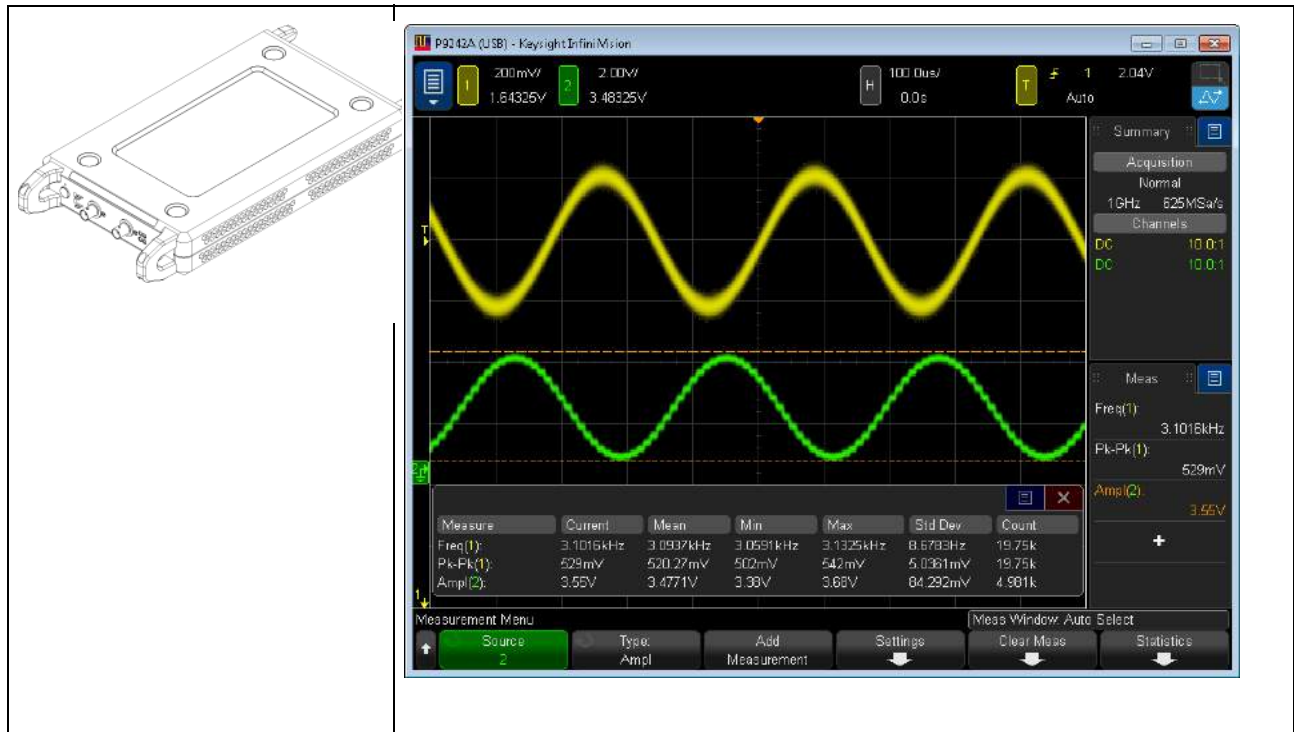 P9242A (USB) - Keysight InfiniiVision
1 200mV/ 2 2.00V/ H 100.0us/ T 1 2.04V
1.64325V 3.48325V 0.0s Auto
Summary
Acquisition
Normal
1GHz 625MSa/s
Channels
DC 10.0:1
DC 10.0:1
T
Meas
Freq(1):
3.1016kHz
Pk-Pk(1):
529mV
Ampl(2):
3.55V
+
2
Measure Current Mean Min Max Std Dev Count
Freq(1): 3.1016kHz 3.0937kHz 3.0591kHz 3.1325kHz 8.6783Hz 19.75k
Pk-Pk(1): 529mV 520.27mV 502mV 542mV 5.0361mV 19.75k
Ampl(2): 3.55V 3.4771V 3.38V 3.68V 84.292mV 4.981k
1
Measurement Menu Meas Window: Auto Select
Source Type: Add Settings Clear Meas Statistics
2 Ampl Measurement